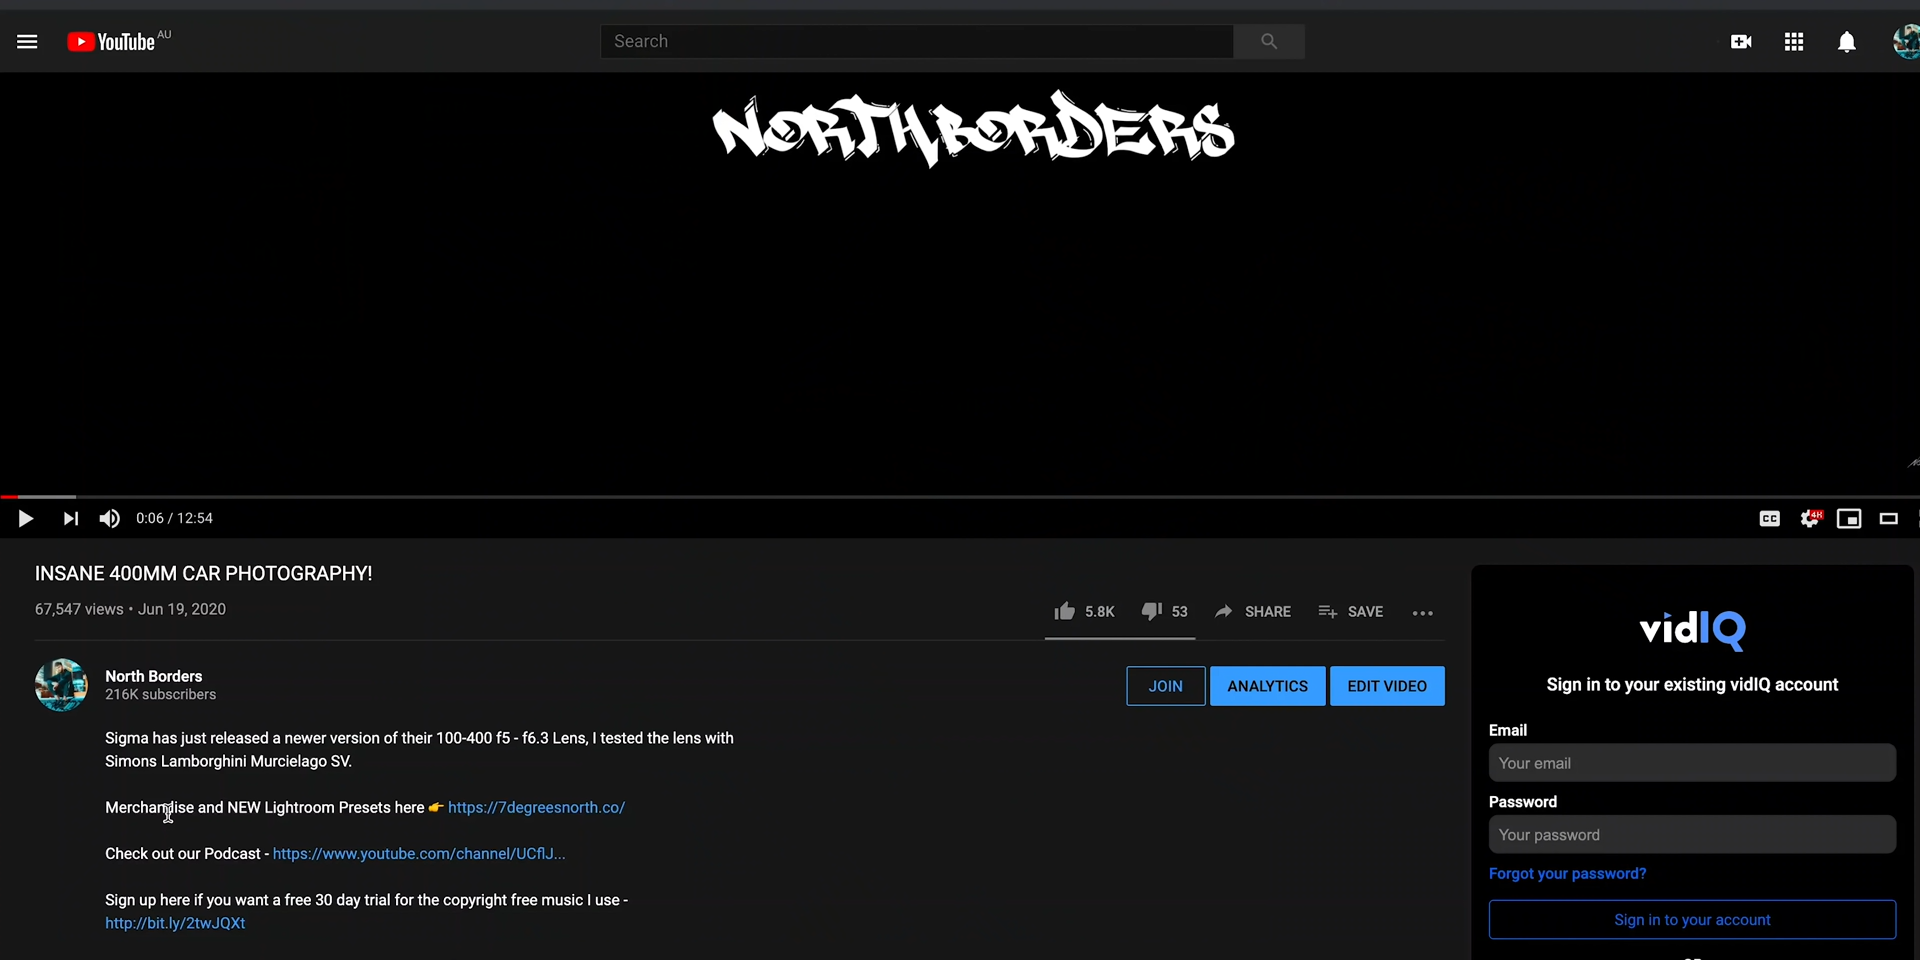 YouTube AU
Search
NORTHBORDERS
0:06 / 12:54
CC
4K
INSANE 400MM CAR PHOTOGRAPHY!
67,547 views • Jun 19, 2020
5.8K
53
SHARE
SAVE
North Borders
216K subscribers
JOIN
ANALYTICS
EDIT VIDEO
Sigma has just released a newer version of their 100-400 f5 - f6.3 Lens, I tested the lens with
Simons Lamborghini Murcielago SV.
Merchandise and NEW Lightroom Presets here 👉 https://7degreesnorth.co/
Check out our Podcast - https://www.youtube.com/channel/UCflJ...
Sign up here if you want a free 30 day trial for the copyright free music I use -
http://bit.ly/2twJQXt
vidIQ
Sign in to your existing vidIQ account
Email
Your email
Password
Your password
Forgot your password?
Sign in to your account